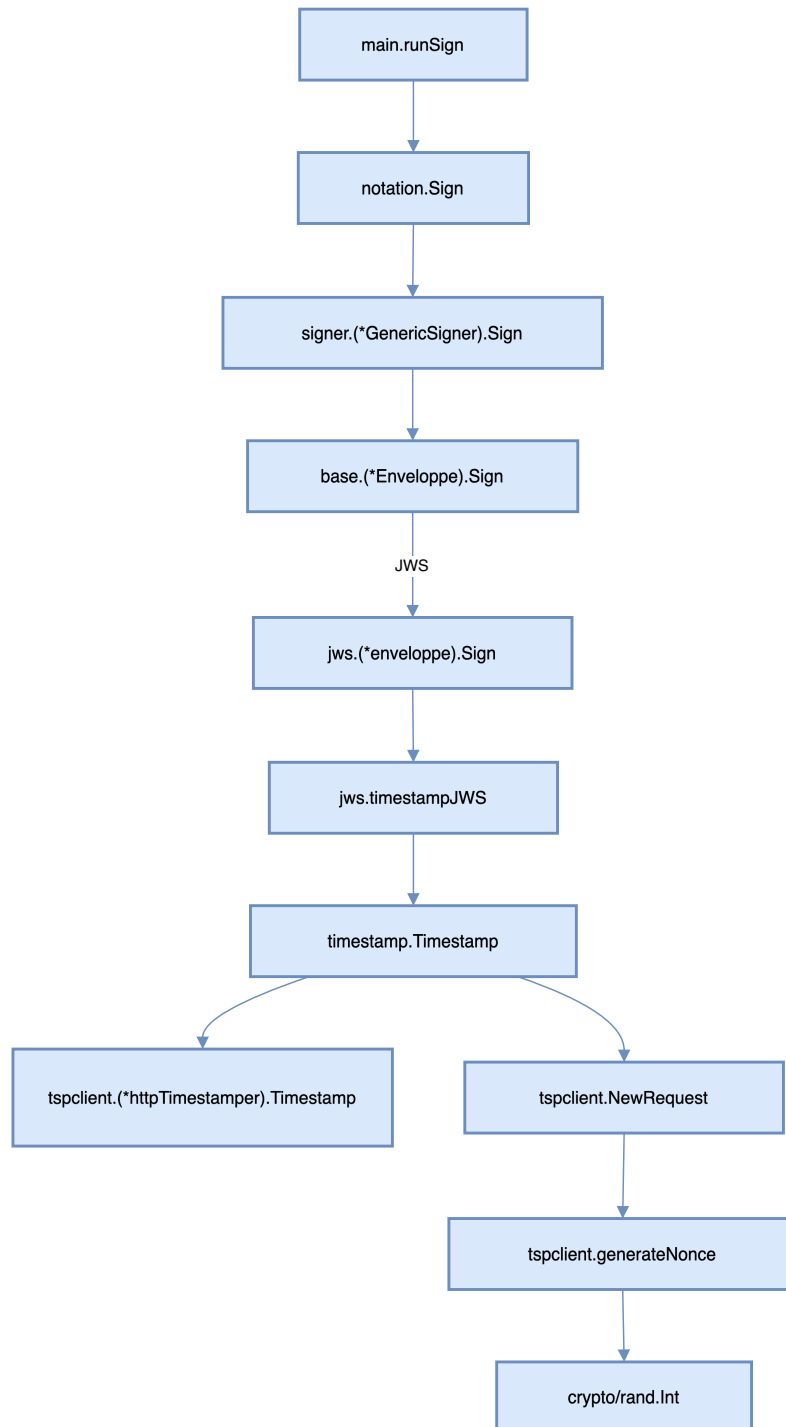 main.runSign
notation.Sign
signer.(*GenericSigner).Sign
base.(*Enveloppe).Sign
JWS
jws.(*enveloppe).Sign
jws.timestampJWS
timestamp.Timestamp
tspclient.(*httpTimestamper).Timestamp
tspclient.NewRequest
tspclient.generateNonce
crypto/rand.Int